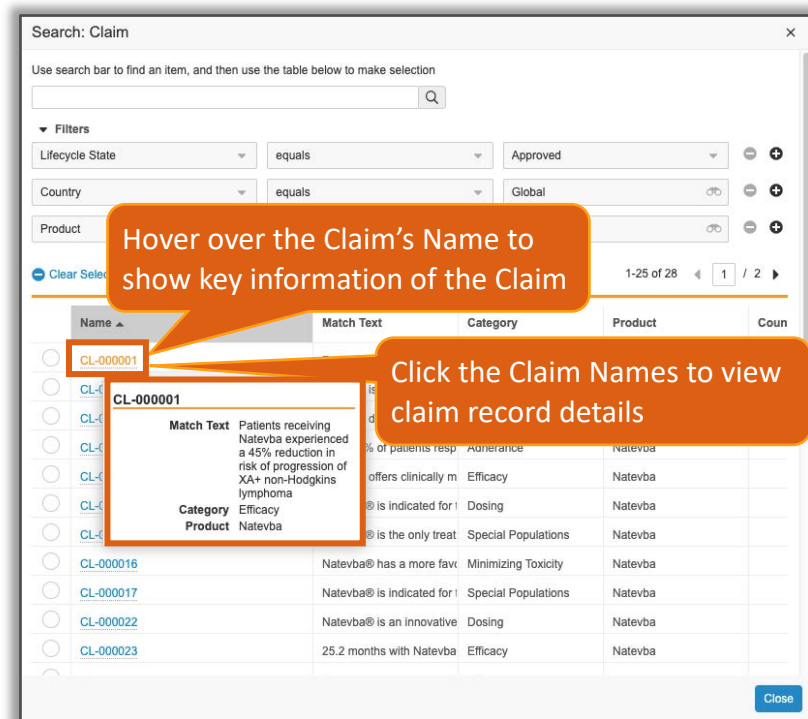 Search: Claim ×
Use search bar to find an item, and then use the table below to make selection
Filters
Lifecycle State equals Approved
Country equals Global
Product
Hover over the Claim's Name to
show key information of the Claim
Clear 1-25 of 28 1 / 2
Name Match Text Category Product Coun
CL-000001
Click the Claim Names to view
claim record details
CL-000001
Match Text Patients receiving
Natevba experienced
a 45% reduction in
risk of progression of
XA+ non-Hodgkins
lymphoma
Category Efficacy
Product Natevba
% of patients resp Adherance Natevba
offers clinically m Efficacy Natevba
® is indicated for Dosing Natevba
® is the only treat Special Populations Natevba
CL-000016 Natevba® has a more favo Minimizing Toxicity Natevba
CL-000017 Natevba® is indicated for Special Populations Natevba
CL-000022 Natevba® is an innovative Dosing Natevba
CL-000023 25.2 months with Natevba Efficacy Natevba
Close